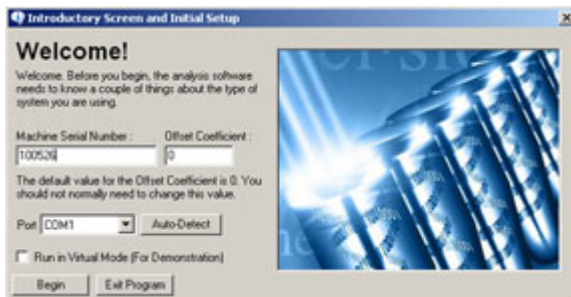 Introductory Screen and Initial Setup
Welcome!
Welcome. Before you begin, the analysis software
needs to know a couple of things about the type of
system you are using.
Machine Serial Number :
Offset Coefficient :
100526
0
The default value for the Offset Coefficient is 0. You
should not normally need to change this value.
Port COM1 Auto-Detect
Run in Virtual Mode (For Demonstration)
Begin Exit Program